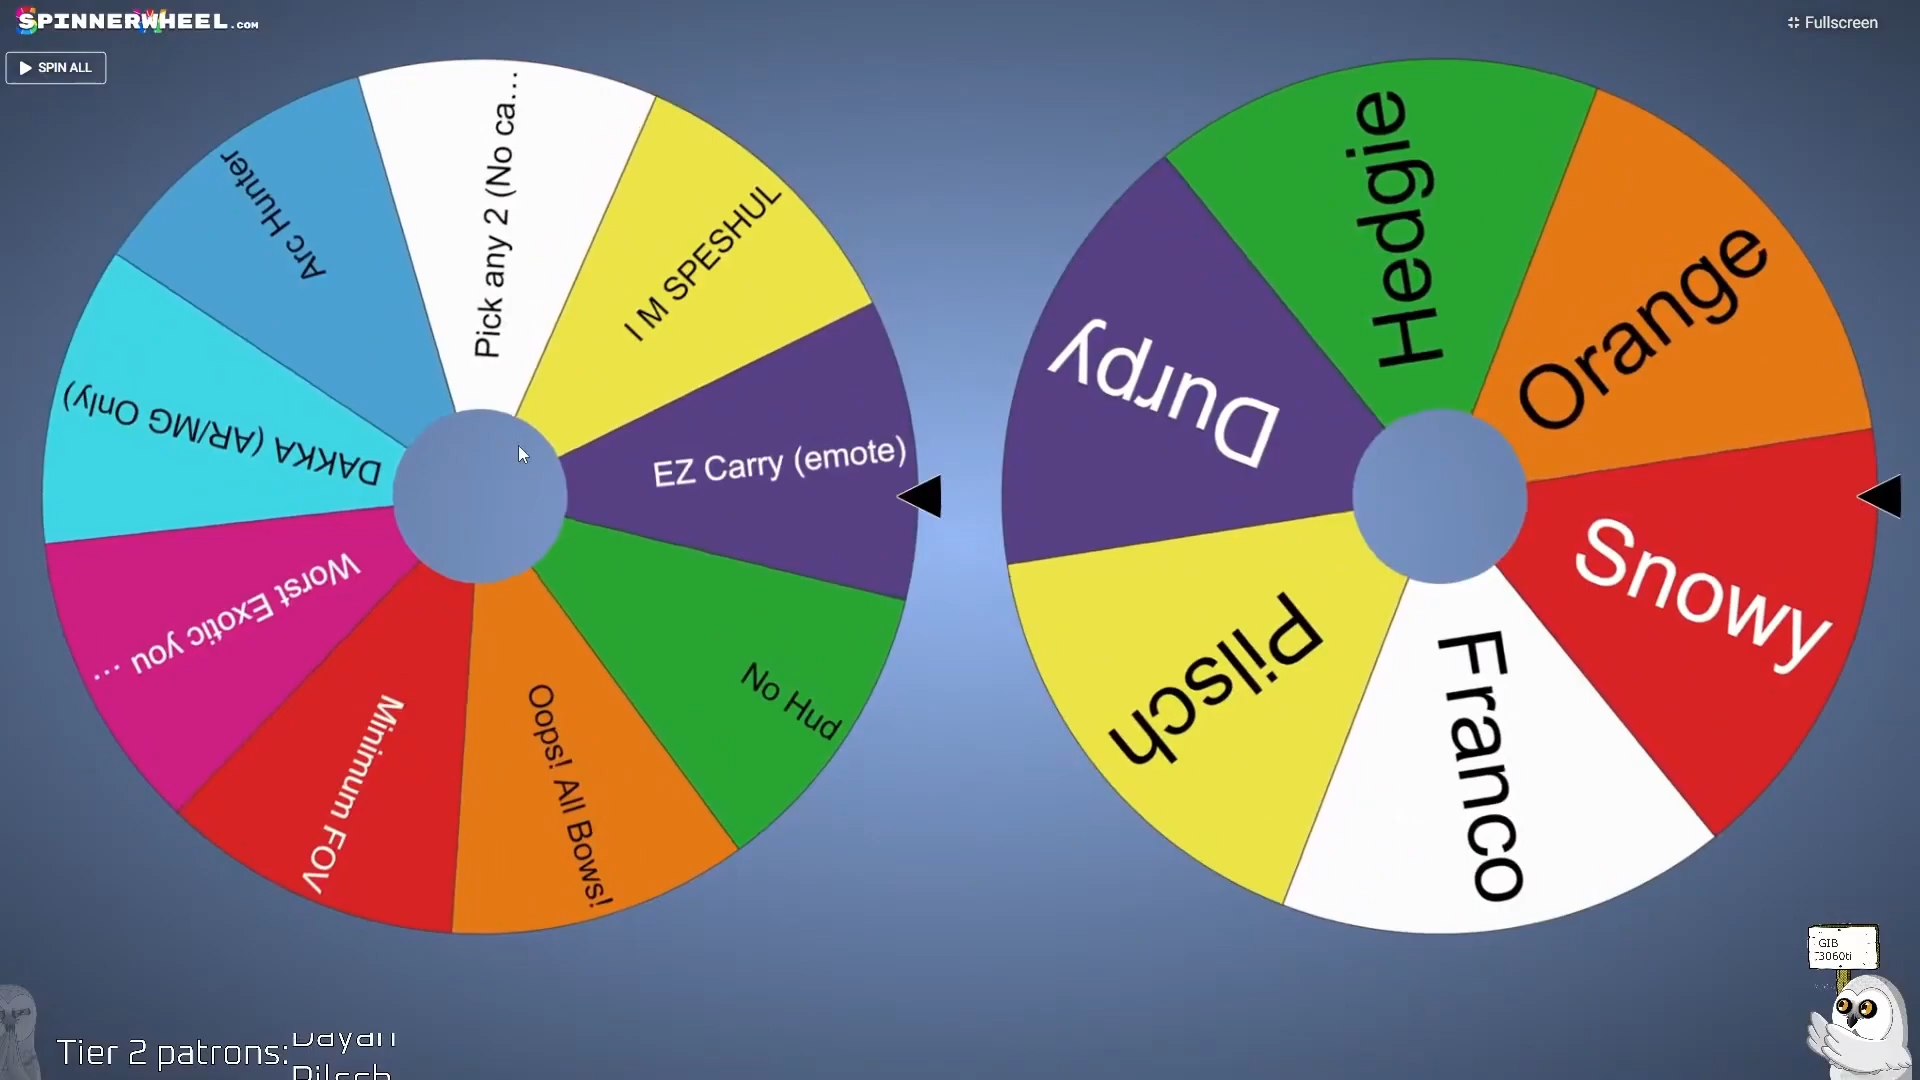 SPINNERWHEEL.COM
Fullscreen
SPIN ALL
Pick any 2 (No ca...
I M SPESHUL
EZ Carry (emote)
No Hud
Oops! All Bows!
Minimum FOV
Worst Exotic you ...
DAKKA (AR/MG Only)
Arc Hunter
Hedgie
Orange
Snowy
Franco
Pilsch
Durpy
GIB
3060ti
Tier 2 patrons:
Dayan
Pilsch